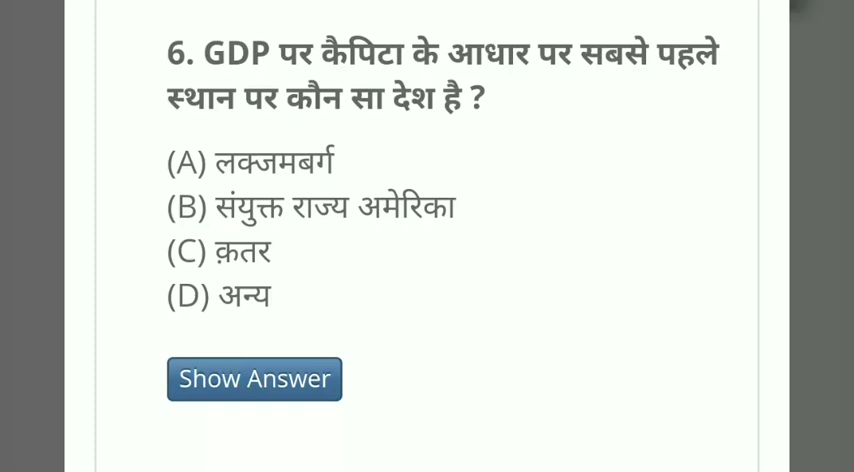 6. GDP पर कैपिटा के आधार पर सबसे पहले
स्थान पर कौन सा देश है ?
(A) लक्जमबर्ग
(B) संयुक्त राज्य अमेरिका
(C) क़तर
(D) अन्य
Show Answer